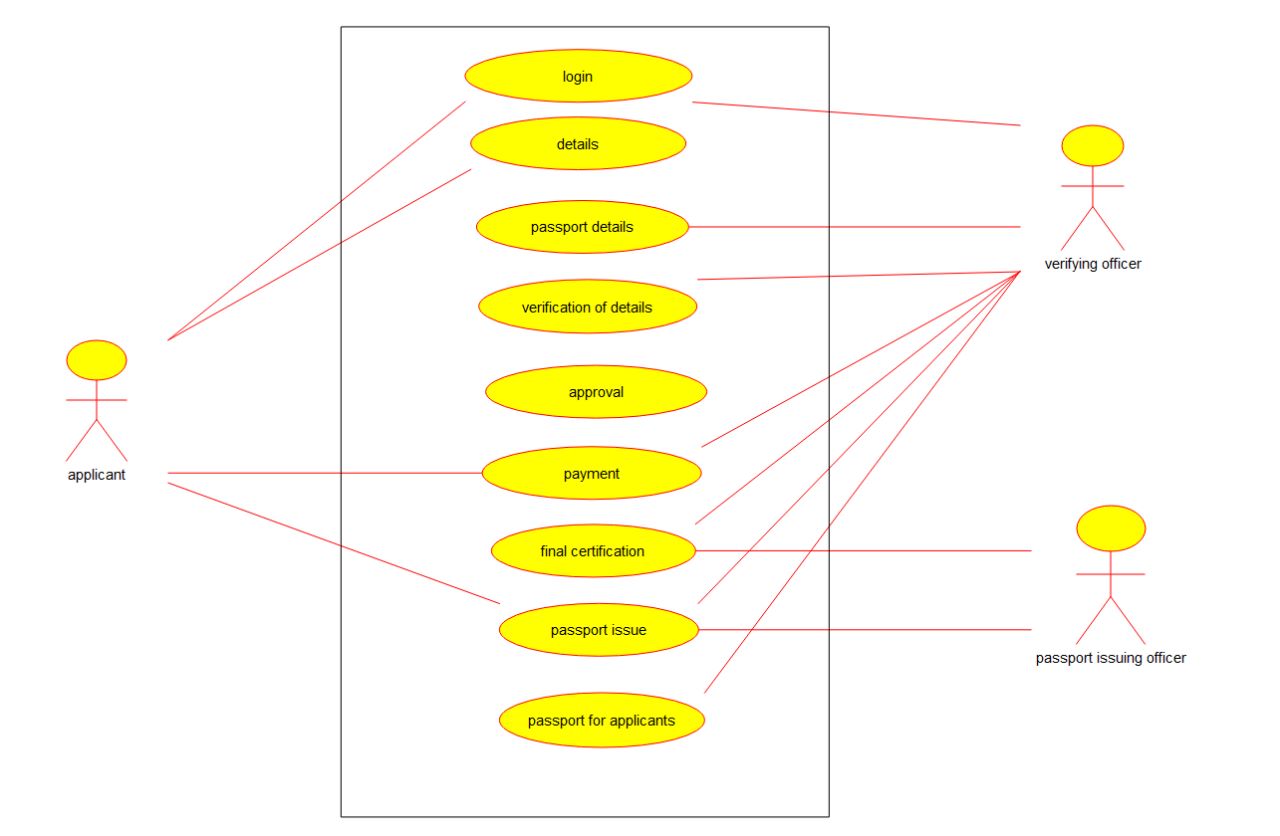 login
details
passport details
verifying officer
verification of details
approval
payment
applicant
final certification
passport issue
passport issuing officer
passport for applicants